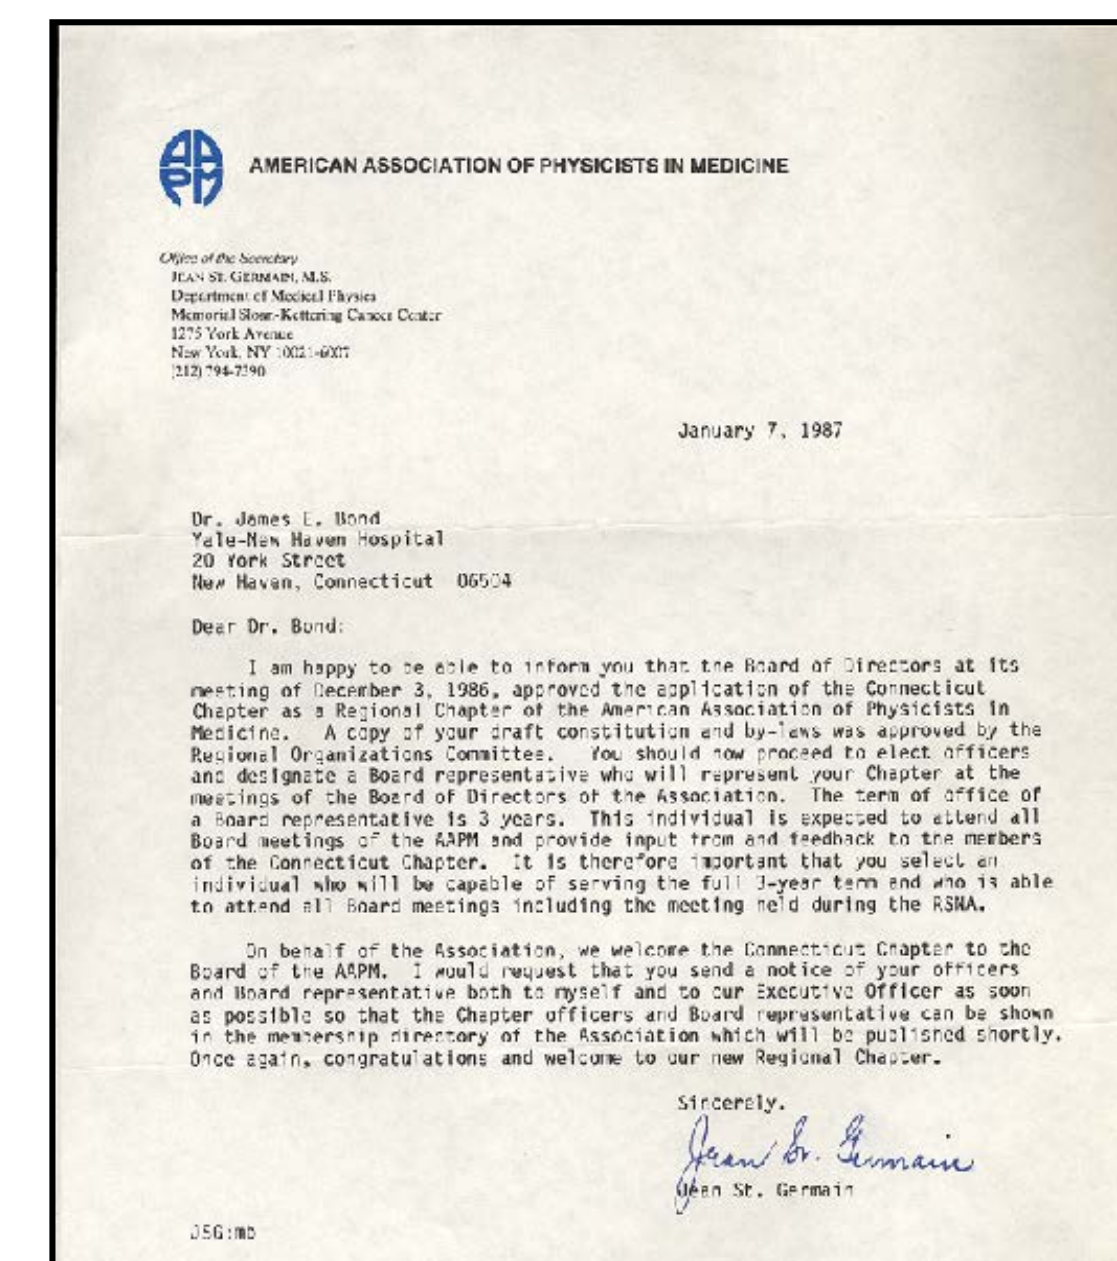 AAPM
AMERICAN ASSOCIATION OF PHYSICISTS IN MEDICINE
Office of the Secretary
JEAN ST. GERMAIN, M.S.
Department of Medical Physics
Memorial Sloan-Kettering Cancer Center
1275 York Avenue
New York, NY 10021-6007
(212) 794-7390
January 7, 1987
Dr. James E. Bond
Yale-New Haven Hospital
20 York Street
New Haven, Connecticut 06504
Dear Dr. Bond:
I am happy to be able to inform you that the Board of Directors at its
meeting of December 3, 1986, approved the application of the Connecticut
Chapter as a Regional Chapter of the American Association of Physicists in
Medicine. A copy of your draft constitution and by-laws was approved by the
Regional Organizations Committee. You should now proceed to elect officers
and designate a Board representative who will represent your Chapter at the
meetings of the Board of Directors of the Association. The term of office of
a Board representative is 3 years. This individual is expected to attend all
Board meetings of the AAPM and provide input from and feedback to the members
of the Connecticut Chapter. It is therefore important that you select an
individual who will be capable of serving the full 3-year term and who is able
to attend all Board meetings including the meeting held during the RSNA.
On behalf of the Association, we welcome the Connecticut Chapter to the
Board of the AAPM. I would request that you send a notice of your officers
and Board representative both to myself and to our Executive Officer as soon
as possible so that the Chapter officers and Board representative can be shown
in the membership directory of the Association which will be published shortly.
Once again, congratulations and welcome to our new Regional Chapter.
Sincerely,
Jean St. Germain
Jean St. Germain
JSG:mb